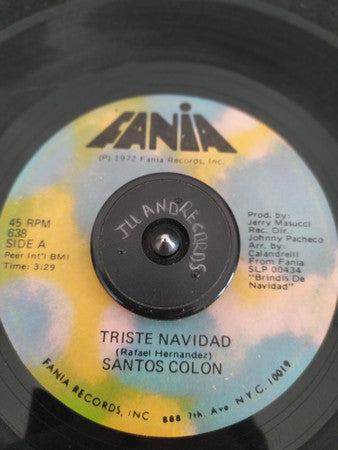 FANIA
(P) 1972 Fania Records, Inc.
45 RPM
638
SIDE A
Peer Int'l BMI
Time: 3:29
JLLANDRECORDS
Prod. by:
Jerry Masucci
Rec. Dir.
Johnny Pacheco
Arr. by:
Calandrelli
From Fania
SLP 00434
"Brindis De
Navidad"
TRISTE NAVIDAD
(Rafael Hernandez)
SANTOS COLON
FANIA RECORDS, INC 888 7th. Ave N.Y.C. 10019